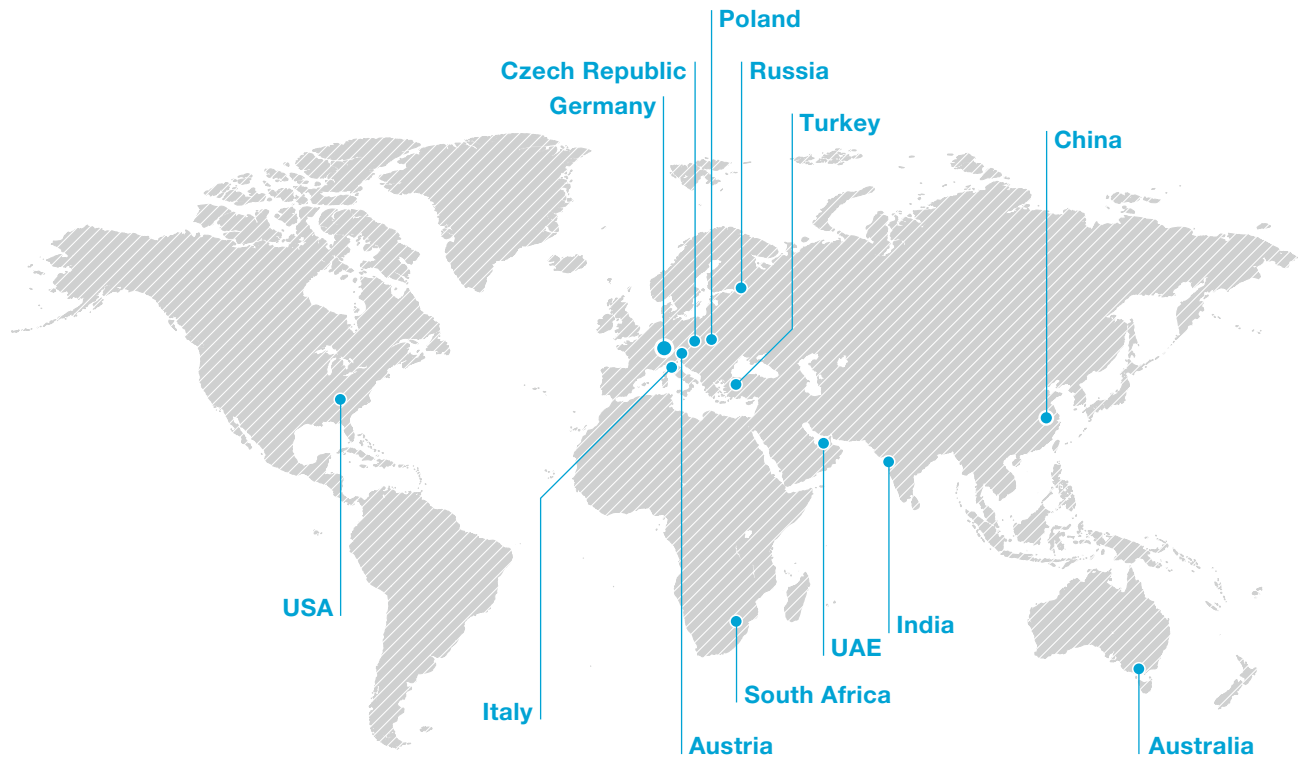 Poland
Czech Republic
Russia
Germany
Turkey
China
USA
India
UAE
South Africa
Italy
Austria
Australia